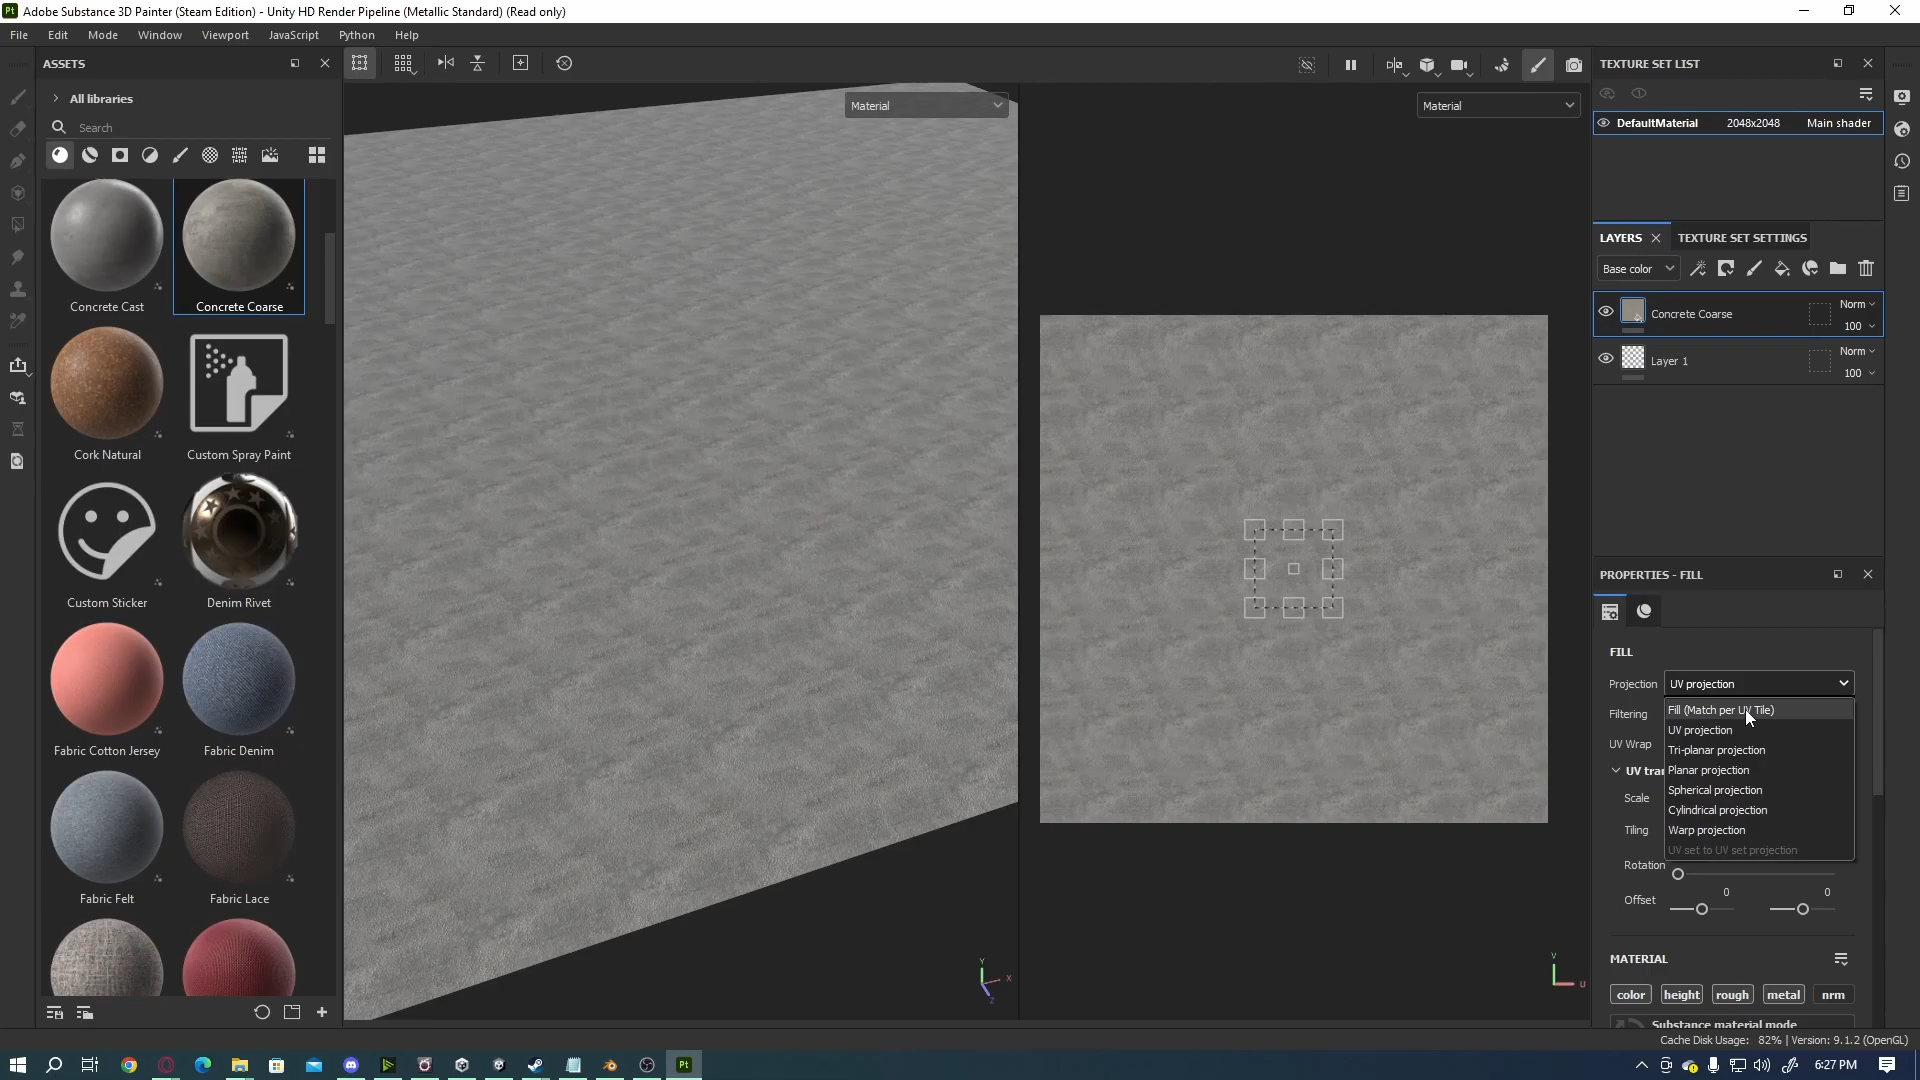 Pt Adobe Substance 3D Painter (Steam Edition) - Unity HD Render Pipeline (Metallic Standard) (Read only)
File Edit Mode Window Viewport JavaScript Python Help
ASSETS
All libraries
Search
Concrete Cast Concrete Coarse
Cork Natural Custom Spray Paint
Custom Sticker Denim Rivet
Fabric Cotton Jersey Fabric Denim
Fabric Felt Fabric Lace
Material
Y
X
Z
Material
V
U
TEXTURE SET LIST
DefaultMaterial 2048x2048 Main shader
LAYERS TEXTURE SET SETTINGS
Base color
Concrete Coarse Norm
100
Layer 1 Norm
100
PROPERTIES - FILL
FILL
Projection UV projection
Filtering
UV Wrap
Fill (Match per UV Tile)
UV projection
Tri-planar projection
Planar projection
Spherical projection
Cylindrical projection
Warp projection
UV set to UV set projection
Scale
Tiling
Rotation
Offset 0 0
MATERIAL
color height rough metal nrm
Substance material mode
Cache Disk Usage: 82% | Version: 9.1.2 (OpenGL)
Pt
6:27 PM